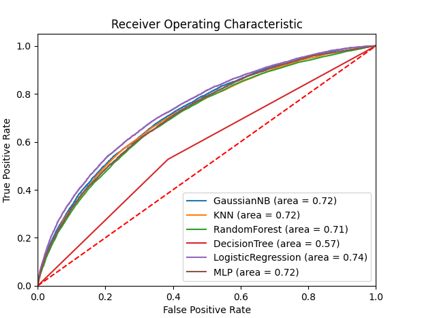 Receiver Operating Characteristic
True Positive Rate
1.0
0.8
0.6
0.4
0.2
0.0
GaussianNB (area = 0.72)
KNN (area = 0.72)
RandomForest (area = 0.71)
DecisionTree (area = 0.57)
LogisticRegression (area = 0.74)
MLP (area = 0.72)
0.0 0.2 0.4 0.6 0.8 1.0
False Positive Rate